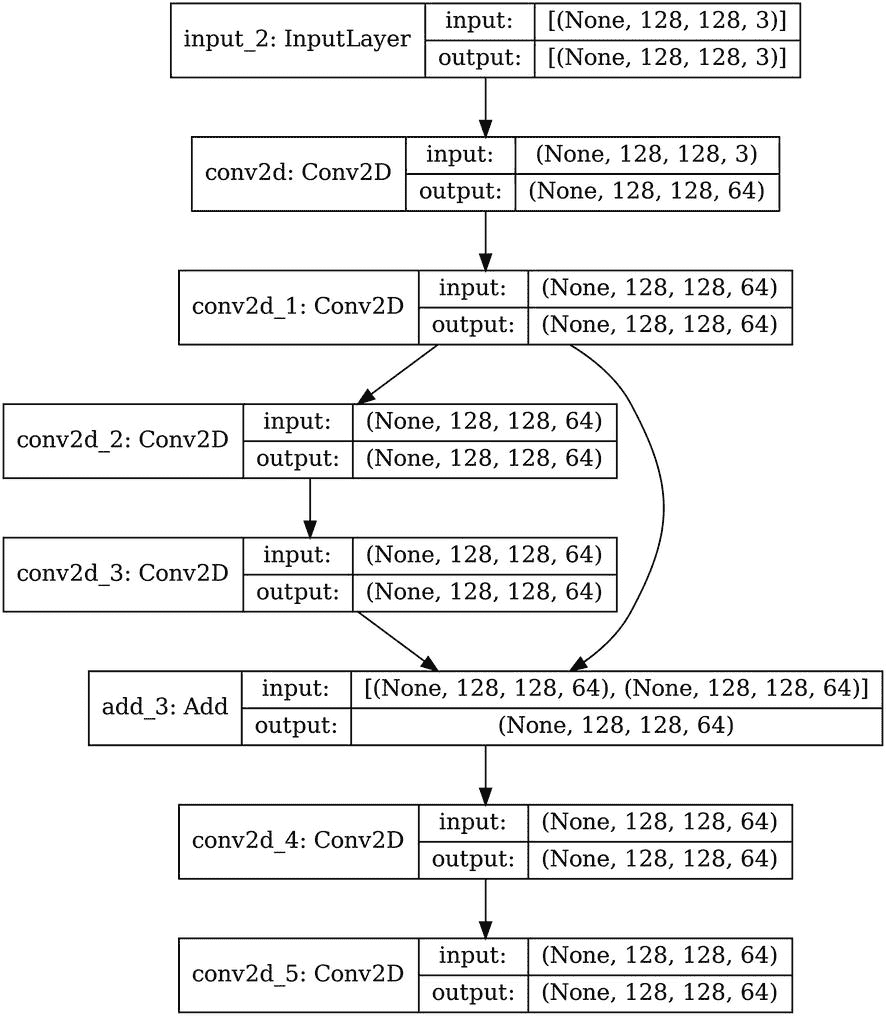 input_2: InputLayer
input: [(None, 128, 128, 3)]
output: [(None, 128, 128, 3)]
conv2d: Conv2D
input: (None, 128, 128, 3)
output: (None, 128, 128, 64)
conv2d_1: Conv2D
input: (None, 128, 128, 64)
output: (None, 128, 128, 64)
conv2d_2: Conv2D
input: (None, 128, 128, 64)
output: (None, 128, 128, 64)
conv2d_3: Conv2D
input: (None, 128, 128, 64)
output: (None, 128, 128, 64)
add_3: Add
input: [(None, 128, 128, 64), (None, 128, 128, 64)]
output: (None, 128, 128, 64)
conv2d_4: Conv2D
input: (None, 128, 128, 64)
output: (None, 128, 128, 64)
conv2d_5: Conv2D
input: (None, 128, 128, 64)
output: (None, 128, 128, 64)